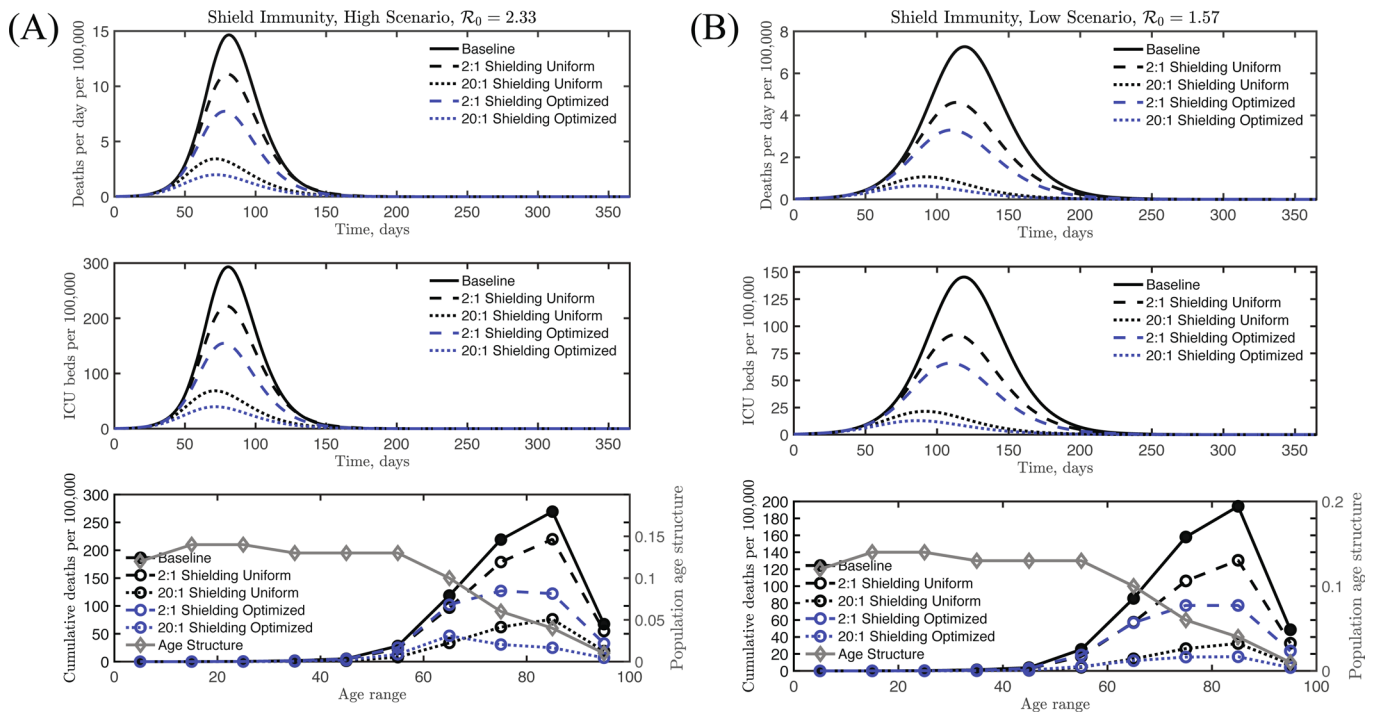 (A)
Shield Immunity, High Scenario, R₀ = 2.33
Deaths per day per 100,000
15
10
5
0
Baseline
2:1 Shielding Uniform
20:1 Shielding Uniform
2:1 Shielding Optimized
20:1 Shielding Optimized
0 50 100 150 200 250 300 350
Time, days
ICU beds per 100,000
300
200
100
0
Baseline
2:1 Shielding Uniform
20:1 Shielding Uniform
2:1 Shielding Optimized
20:1 Shielding Optimized
0 50 100 150 200 250 300 350
Time, days
Cumulative deaths per 100,000
300
250
200
150
100
50
0
Baseline
2:1 Shielding Uniform
20:1 Shielding Uniform
2:1 Shielding Optimized
20:1 Shielding Optimized
Age Structure
0.15
0.1
0.05
0
Population age structure
0 20 40 60 80 100
Age range
(B)
Shield Immunity, Low Scenario, R₀ = 1.57
Deaths per day per 100,000
8
6
4
2
0
Baseline
2:1 Shielding Uniform
20:1 Shielding Uniform
2:1 Shielding Optimized
20:1 Shielding Optimized
0 50 100 150 200 250 300 350
Time, days
ICU beds per 100,000
150
125
100
75
50
25
0
Baseline
2:1 Shielding Uniform
20:1 Shielding Uniform
2:1 Shielding Optimized
20:1 Shielding Optimized
0 50 100 150 200 250 300 350
Time, days
Cumulative deaths per 100,000
200
180
160
140
120
100
80
60
40
20
0
Baseline
2:1 Shielding Uniform
20:1 Shielding Uniform
2:1 Shielding Optimized
20:1 Shielding Optimized
Age Structure
0.2
0.1
0
Population age structure
0 20 40 60 80 100
Age range